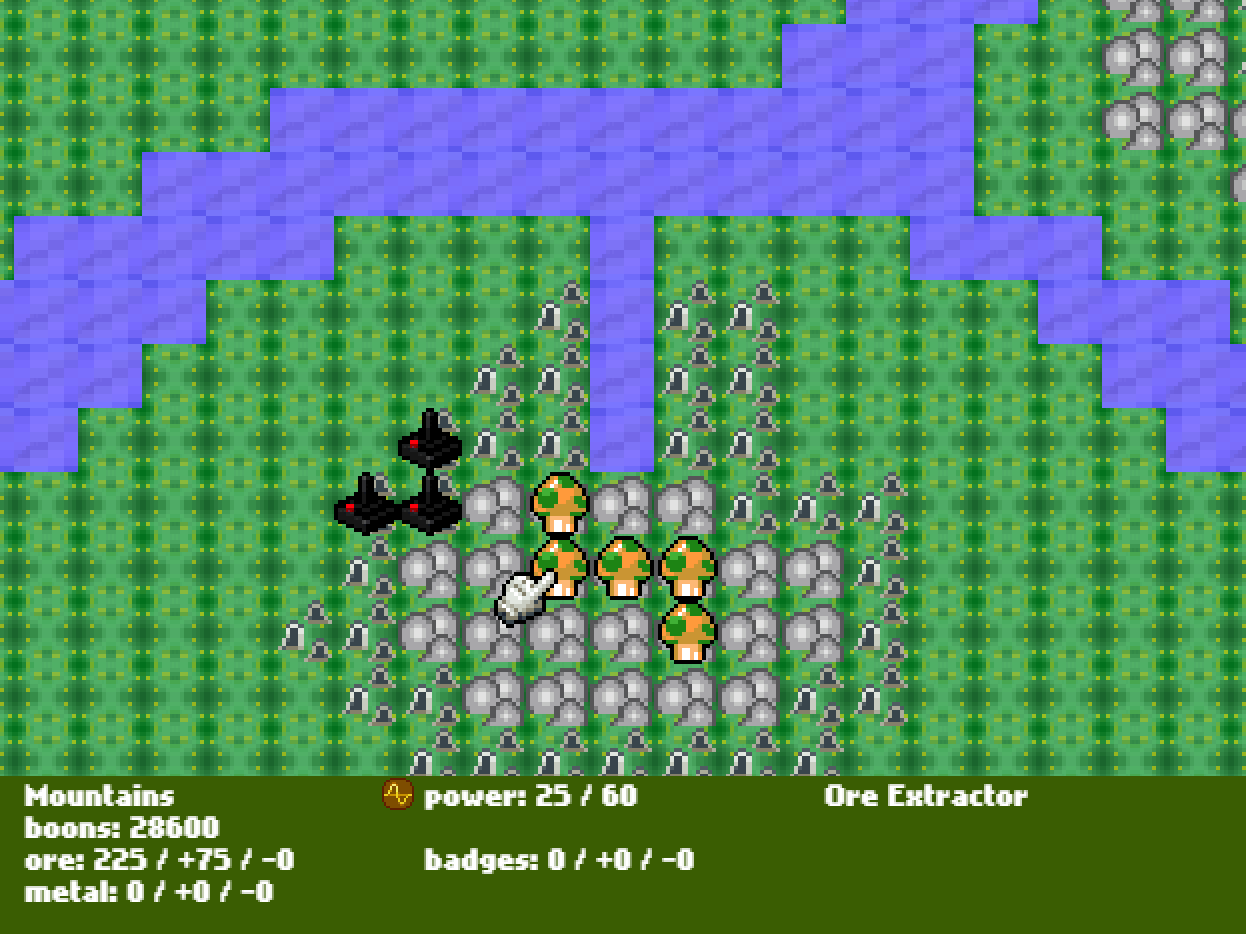 Mountains
power: 25 / 60
Ore Extractor
boons: 28600
ore: 225 / +75 / -0
badges: 0 / +0 / -0
metal: 0 / +0 / -0